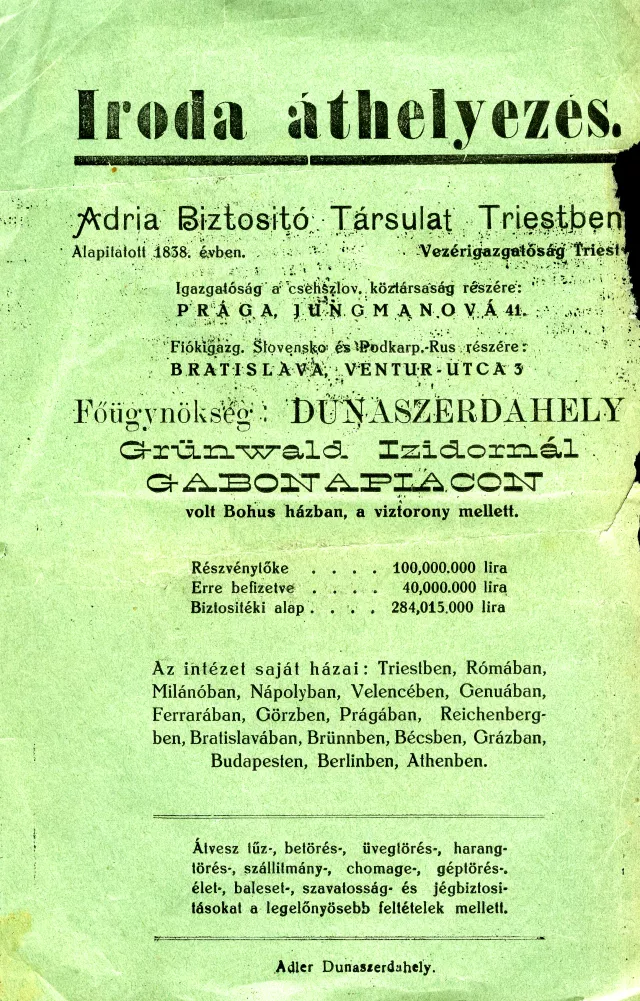 Iroda áthelyezés.
Adria Biztositó Társulat Triestben
Alapitatott 1838. évben. Vezérigazgatóság Triest
Igazgatóság a csehszlov. köztársaság részére:
PRÁGA, JUNGMANOVÁ 41.
Fiókigazg. Slovensko és Podkarp.-Rus részére:
BRATISLAVA, VENTUR-UTCA 3
Főügynökség: DUNASZERDAHELY
Grünwald Izidornál
GABONAPIACON
volt Bohus házban, a viztorony mellett.
Részvénytőke . . . . 100,000.000 lira
Erre befizetve . . . . 40,000.000 lira
Biztositéki alap . . . . 284,015.000 lira
Az intézet saját házai: Triestben, Rómában,
Milánóban, Nápolyban, Velencében, Genuában,
Ferrarában, Görzben, Prágában, Reichenberg-
ben, Bratislavában, Brünnben, Bécsben, Grázban,
Budapesten, Berlinben, Athenben.
Átvesz tűz-, betörés-, üvegtörés-, harang-
törés-, szállitmány-, chomage-, géptörés-.
élet-, baleset-, szavatosság- és jégbiztosi-
tásokat a legelőnyösebb feltételek mellett.
Adler Dunaszerdahely.